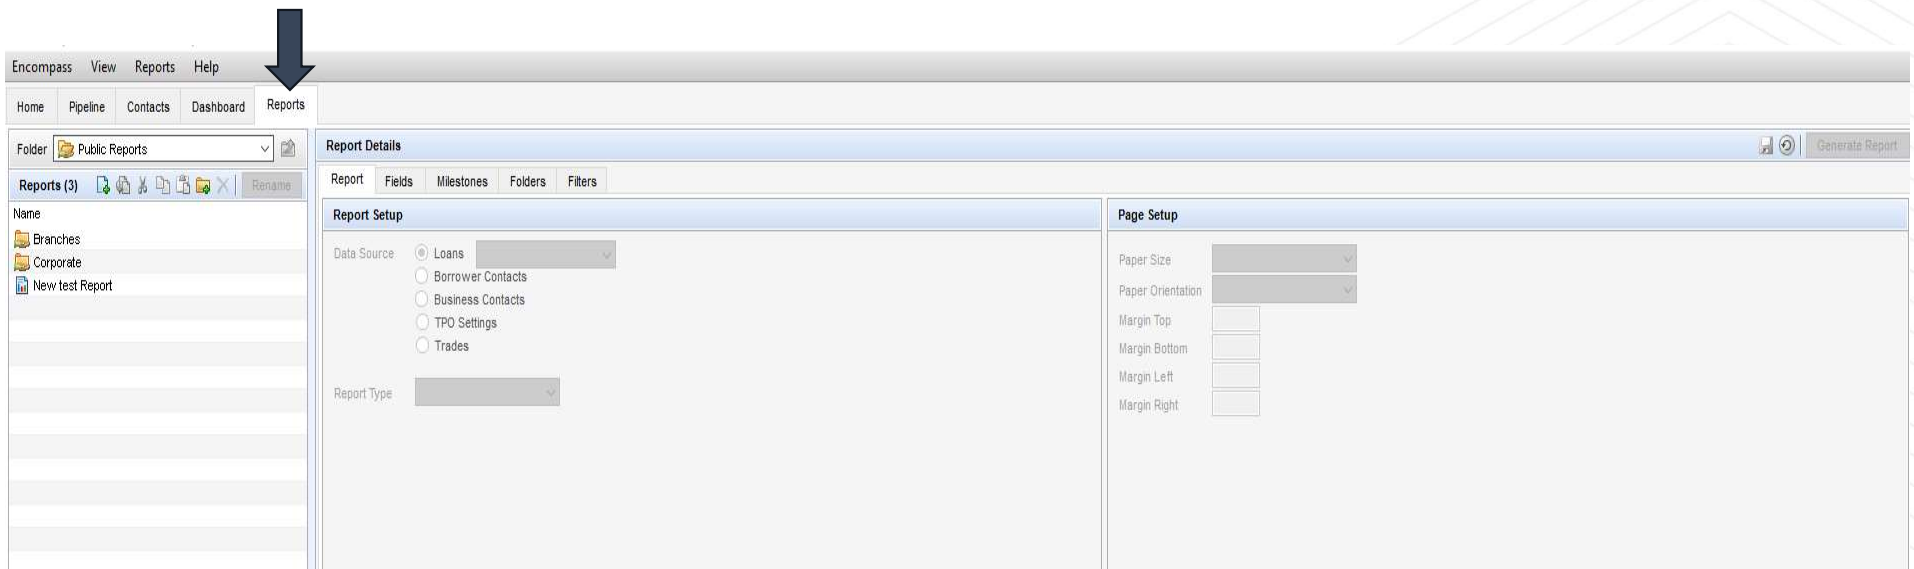 Encompass View Reports Help
Home Pipeline Contacts Dashboard Reports
Folder Public Reports
Reports (3) Rename
Name
Branches
Corporate
New test Report
Report Details Generate Report
Report Fields Milestones Folders Filters
Report Setup
Data Source Loans
Borrower Contacts
Business Contacts
TPO Settings
Trades
Report Type
Page Setup
Paper Size
Paper Orientation
Margin Top
Margin Bottom
Margin Left
Margin Right